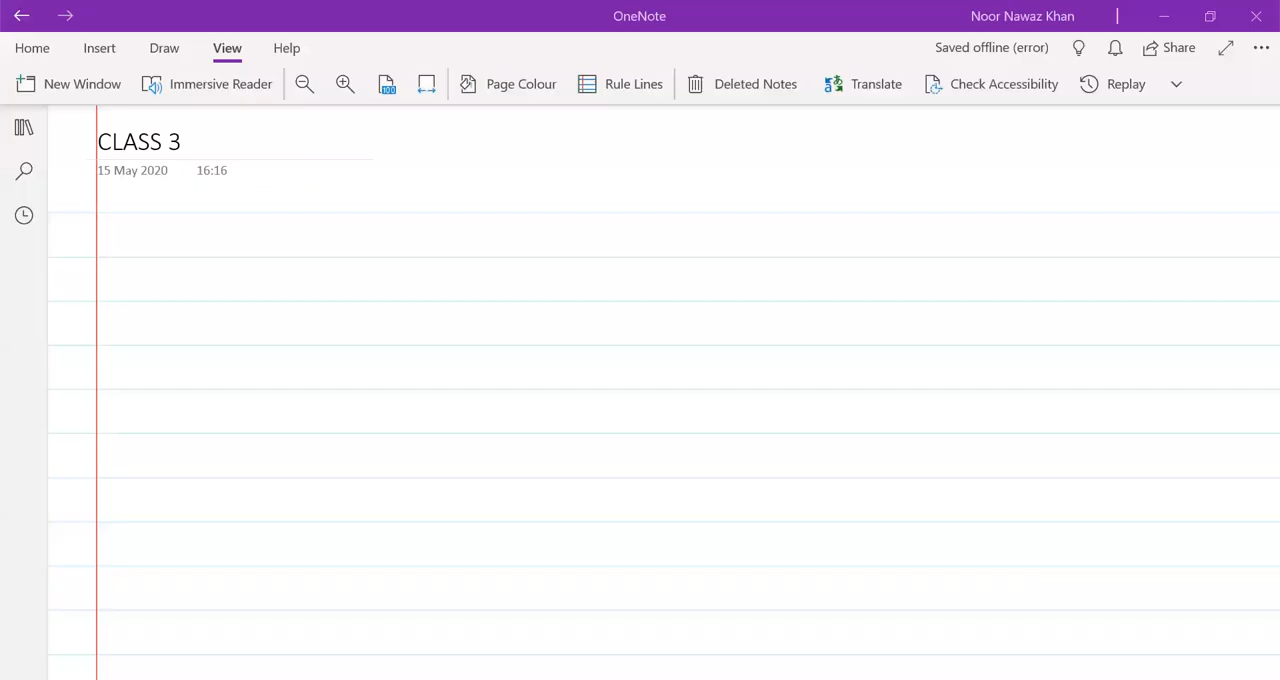 OneNote
Noor Nawaz Khan
Home Insert Draw View Help
Saved offline (error) Share
New Window Immersive Reader 100 Page Colour Rule Lines Deleted Notes Translate Check Accessibility Replay
CLASS 3
15 May 2020 16:16